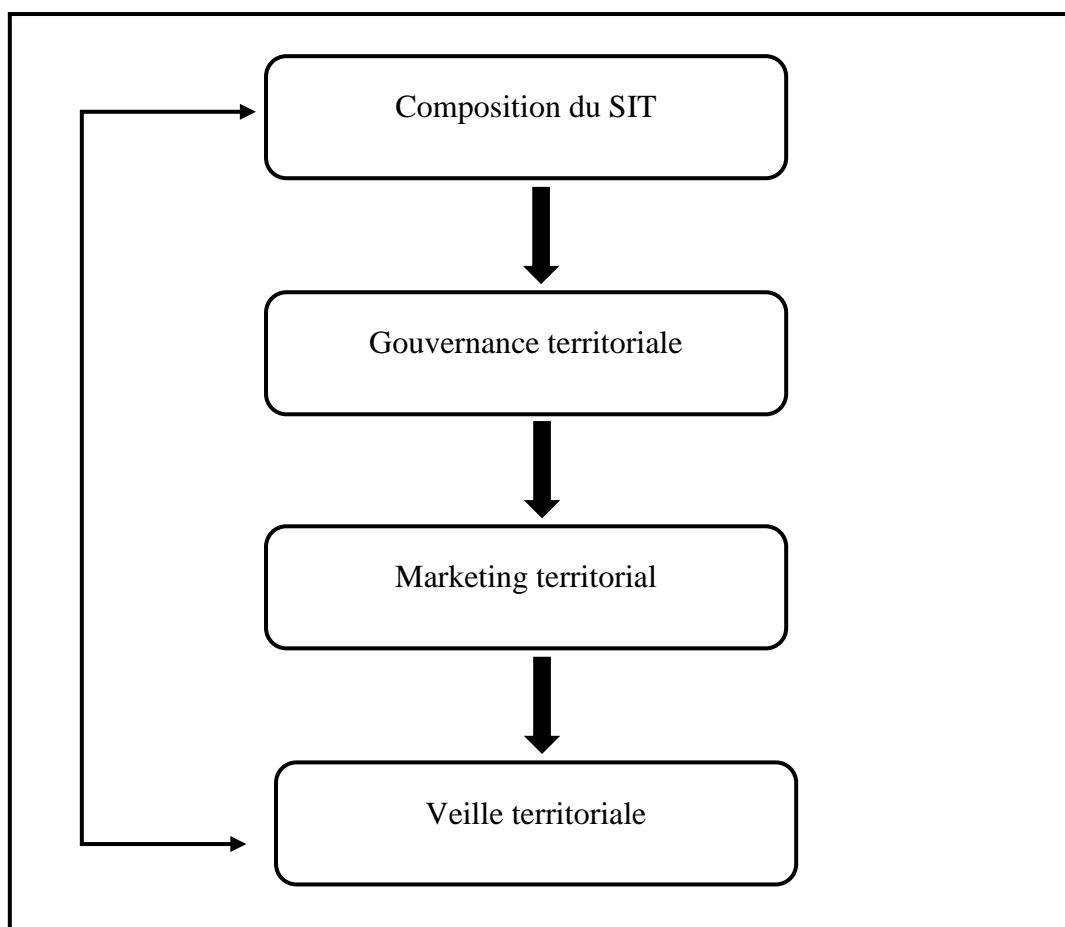 Composition du SIT
Gouvernance territoriale
Marketing territorial
Veille territoriale